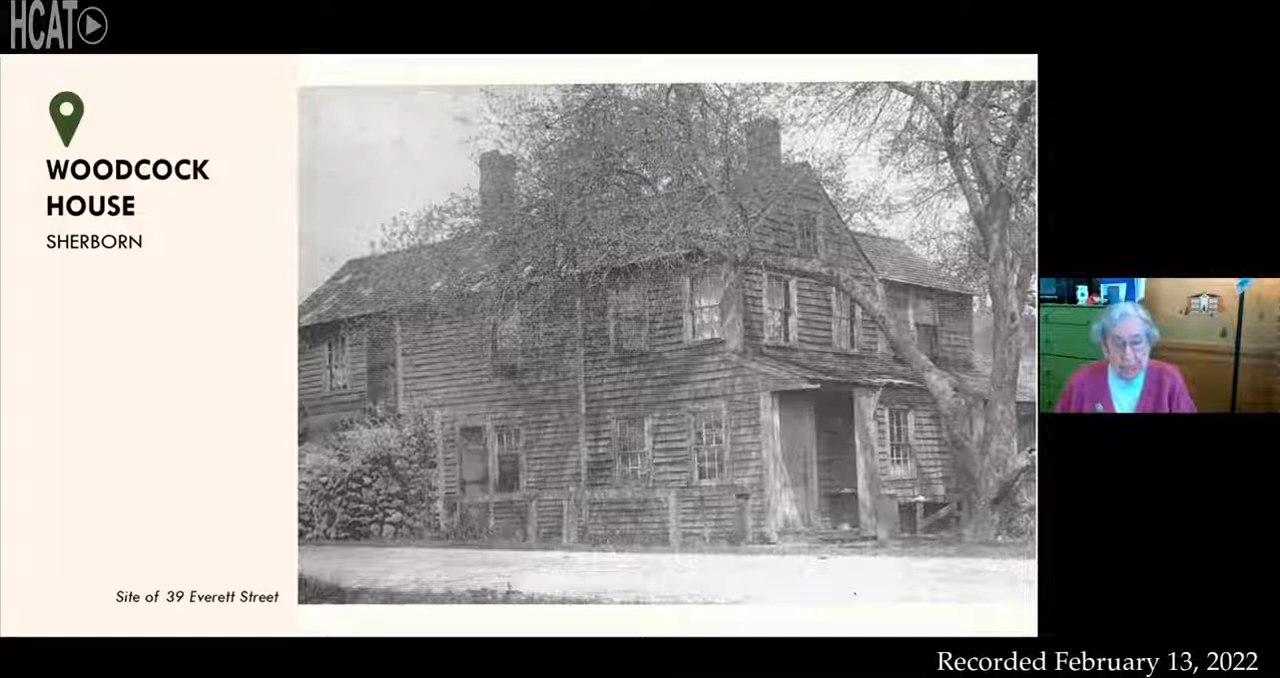 HCAT
WOODCOCK
HOUSE
SHERBORN
Site of 39 Everett Street
Recorded February 13, 2022